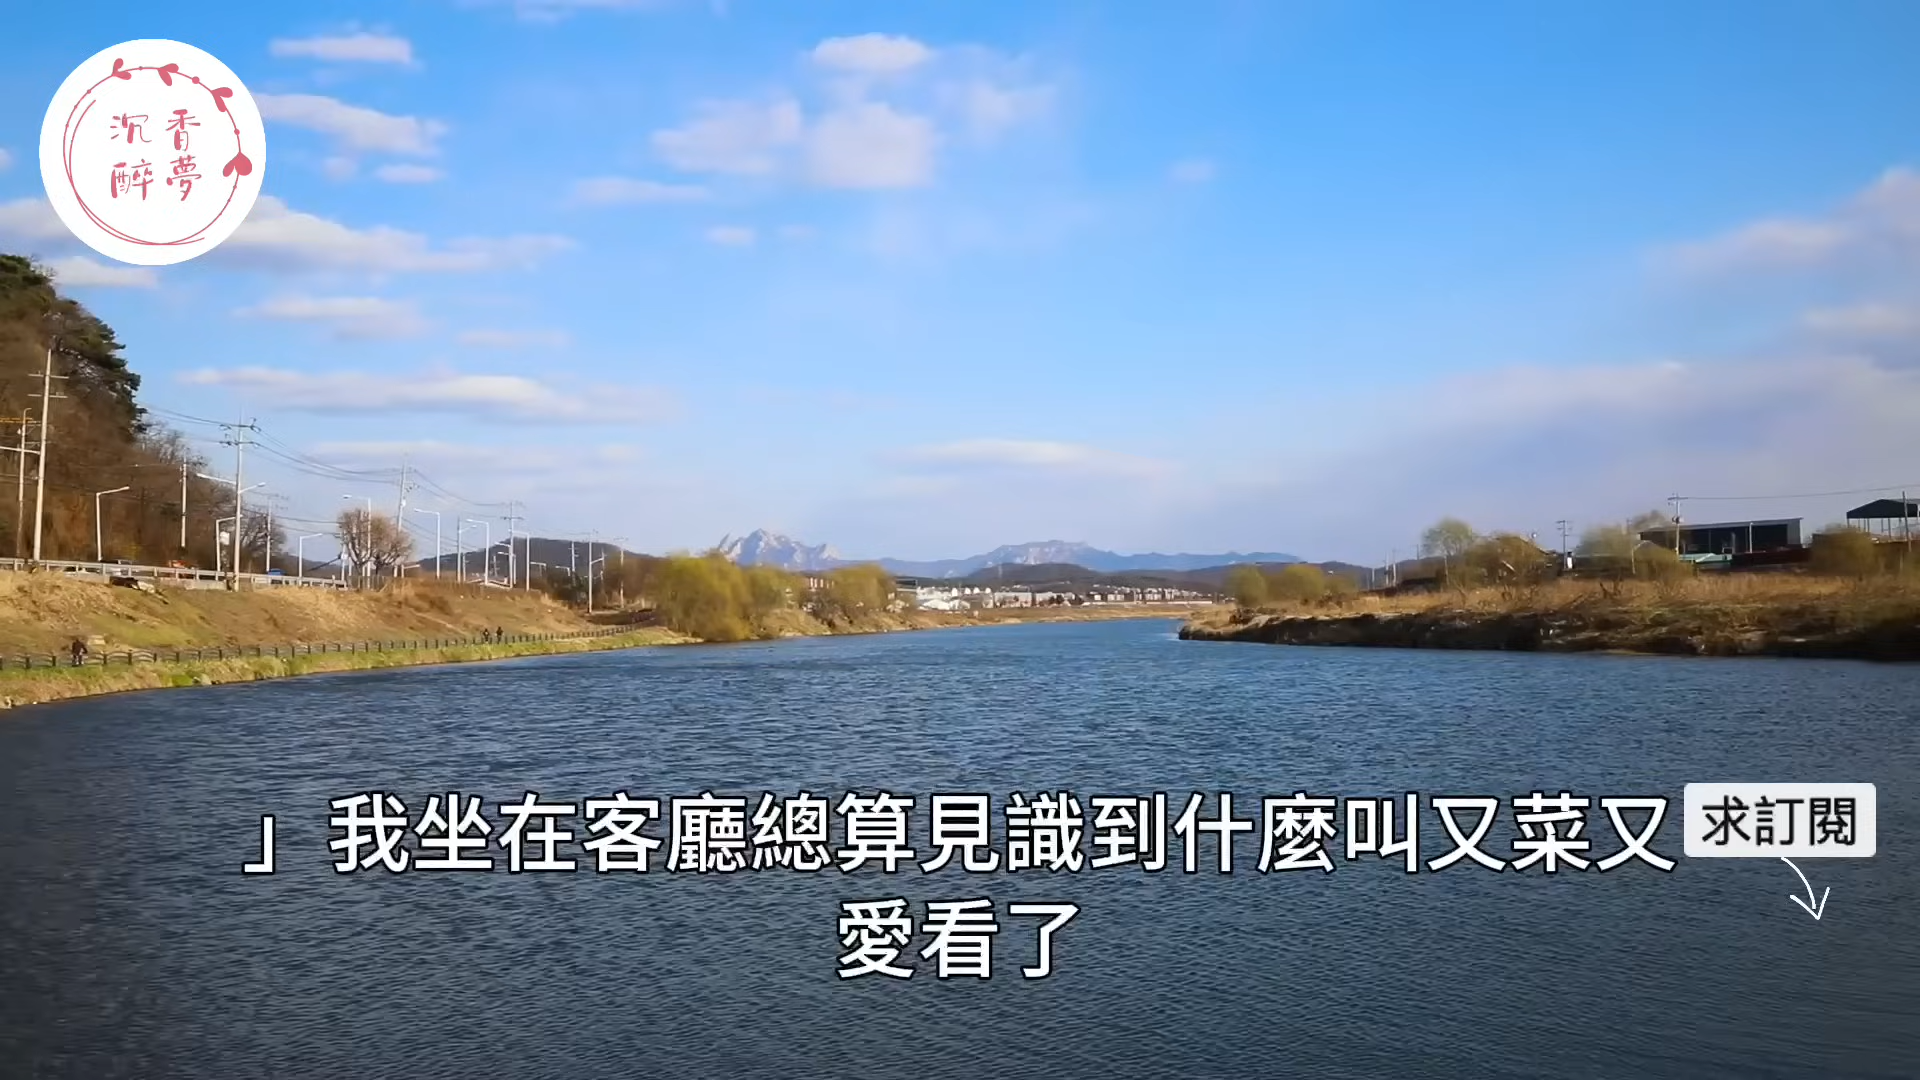 沉香
醉夢
」我坐在客廳總算見識到什麼叫又菜又
愛看了
求訂閱